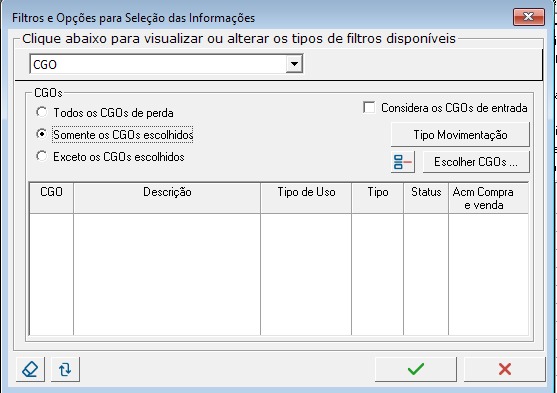 Filtros e Opções para Seleção das Informações
Clique abaixo para visualizar ou alterar os tipos de filtros disponíveis
CGO
CGOs
Todos os CGOs de perda
Considera os CGOs de entrada
Somente os CGOs escolhidos
Tipo Movimentação
Exceto os CGOs escolhidos
Escolher CGOs ...
CGO Descrição Tipo de Uso Tipo Status Acm Compra
e venda